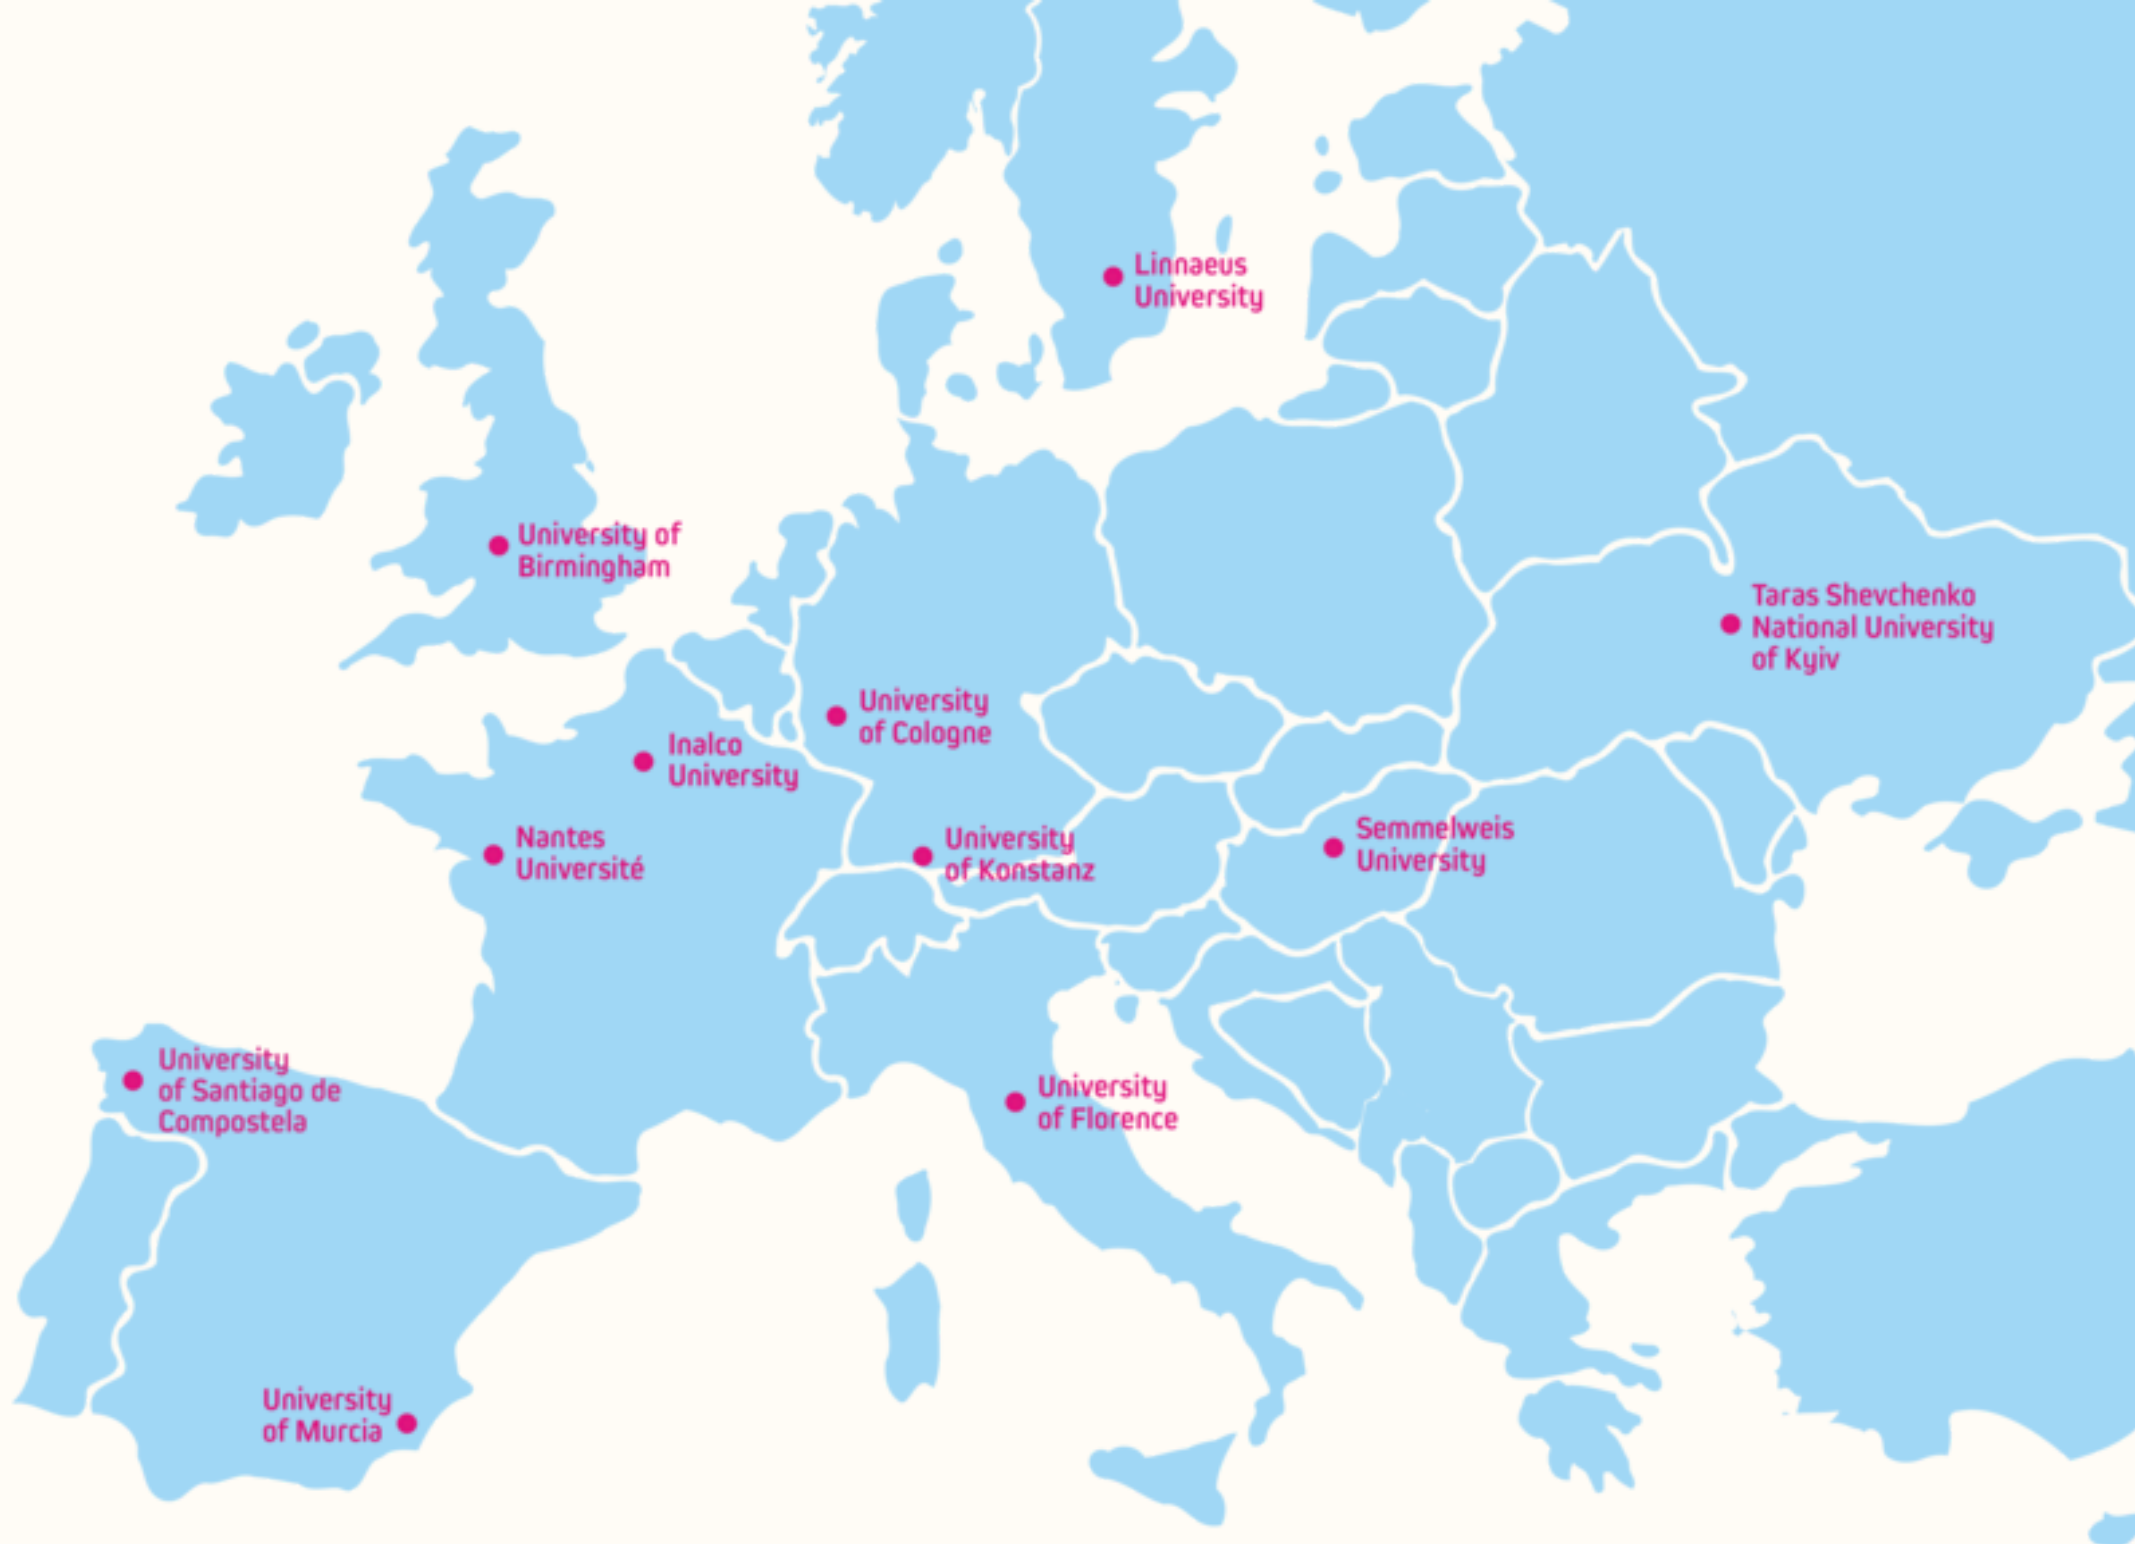 Linnaeus
University
University of
Birmingham
Taras Shevchenko
National University
of Kyiv
University
of Cologne
Inalco
University
Nantes
Université
University
of Konstanz
Semmelweis
University
University
of Santiago de
Compostela
University
of Florence
University
of Murcia